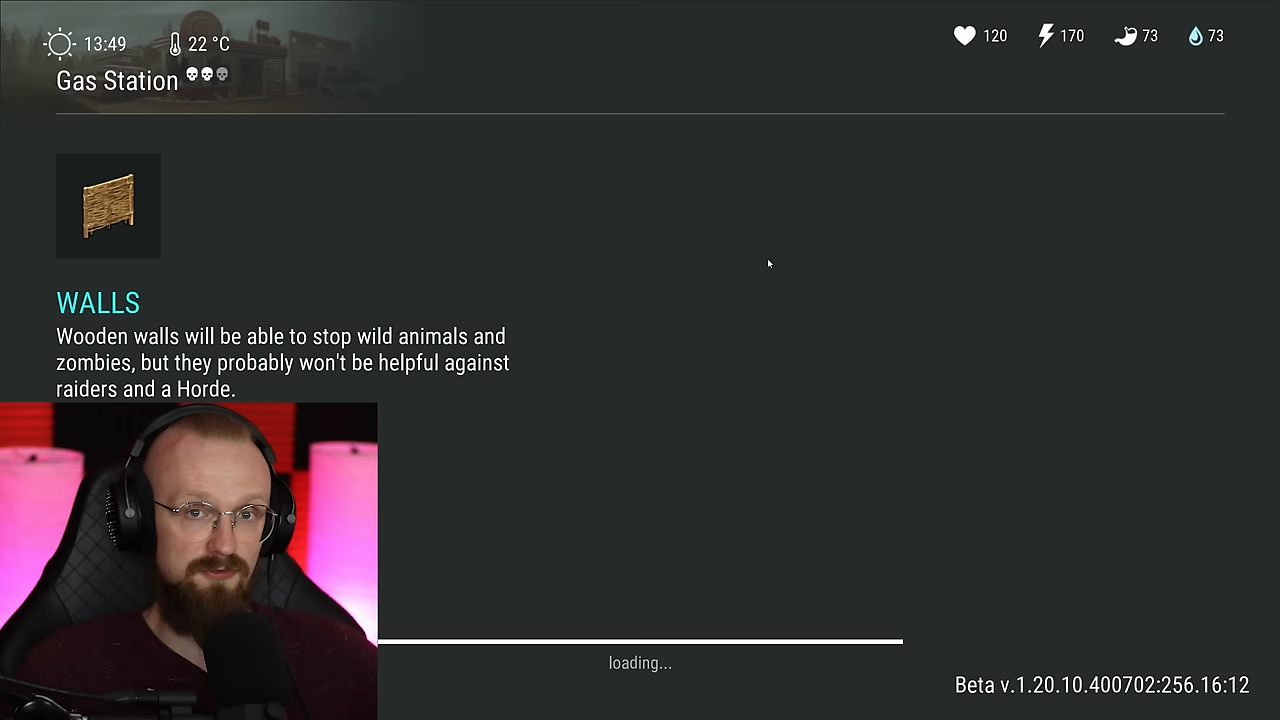 13:49 22 °C 120 170 73 73
Gas Station
WALLS
Wooden walls will be able to stop wild animals and
zombies, but they probably won't be helpful against
raiders and a Horde.
loading...
Beta v.1.20.10.400702:256.16:12